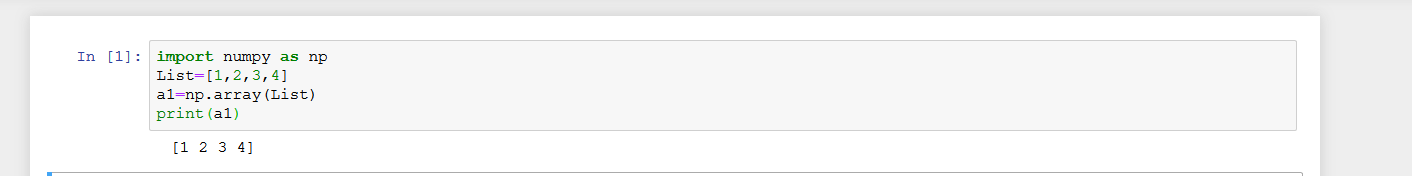 In [1]: import numpy as np
List=[1,2,3,4]
a1=np.array(List)
print(a1)
[1 2 3 4]